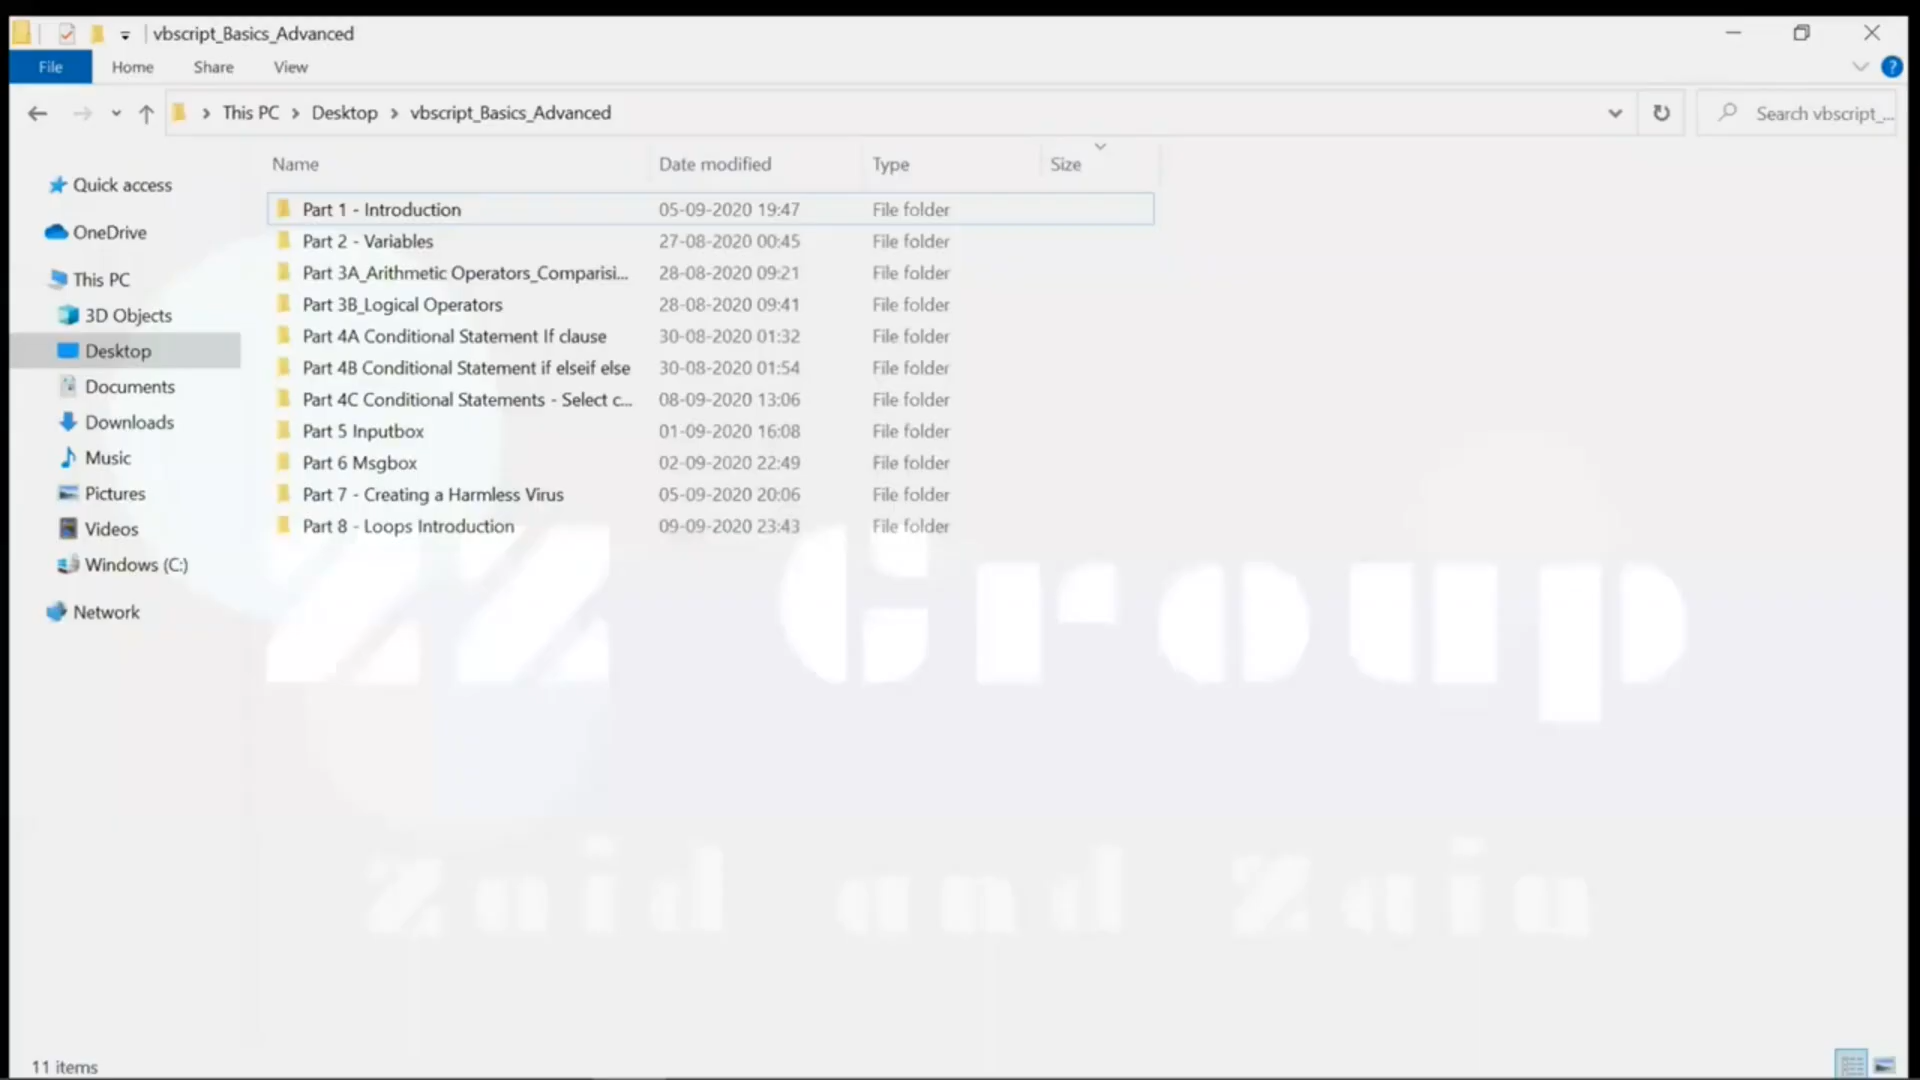 vbscript_Basics_Advanced
File Home Share View
This PC Desktop vbscript_Basics_Advanced
Search vbscript_...
Name Date modified Type Size
Quick access
OneDrive
This PC
3D Objects
Desktop
Documents
Downloads
Music
Pictures
Videos
Windows (C:)
Network
Part 1 - Introduction 05-09-2020 19:47 File folder
Part 2 - Variables 27-08-2020 00:45 File folder
Part 3A_Arithmetic Operators_Comparisi... 28-08-2020 09:21 File folder
Part 3B_Logical Operators 28-08-2020 09:41 File folder
Part 4A Conditional Statement If clause 30-08-2020 01:32 File folder
Part 4B Conditional Statement if elseif else 30-08-2020 01:54 File folder
Part 4C Conditional Statements - Select c... 08-09-2020 13:06 File folder
Part 5 Inputbox 01-09-2020 16:08 File folder
Part 6 Msgbox 02-09-2020 22:49 File folder
Part 7 - Creating a Harmless Virus 05-09-2020 20:06 File folder
Part 8 - Loops Introduction 09-09-2020 23:43 File folder
ZZ Group
Zaid and Zain
11 items